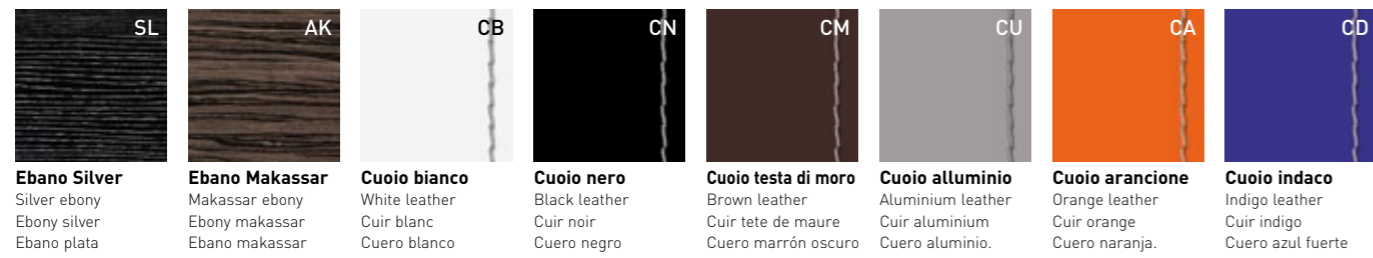 SL
Ebano Silver
Silver ebony
Ebony silver
Ebano plata
AK
Ebano Makassar
Makassar ebony
Ebony makassar
Ebano makassar
CB
Cuoio bianco
White leather
Cuir blanc
Cuero blanco
CN
Cuoio nero
Black leather
Cuir noir
Cuero negro
CM
Cuoio testa di moro
Brown leather
Cuir tete de maure
Cuero marrón oscuro
CU
Cuoio alluminio
Aluminium leather
Cuir aluminium
Cuero aluminio.
CA
Cuoio arancione
Orange leather
Cuir orange
Cuero naranja.
CD
Cuoio indaco
Indigo leather
Cuir indigo
Cuero azul fuerte